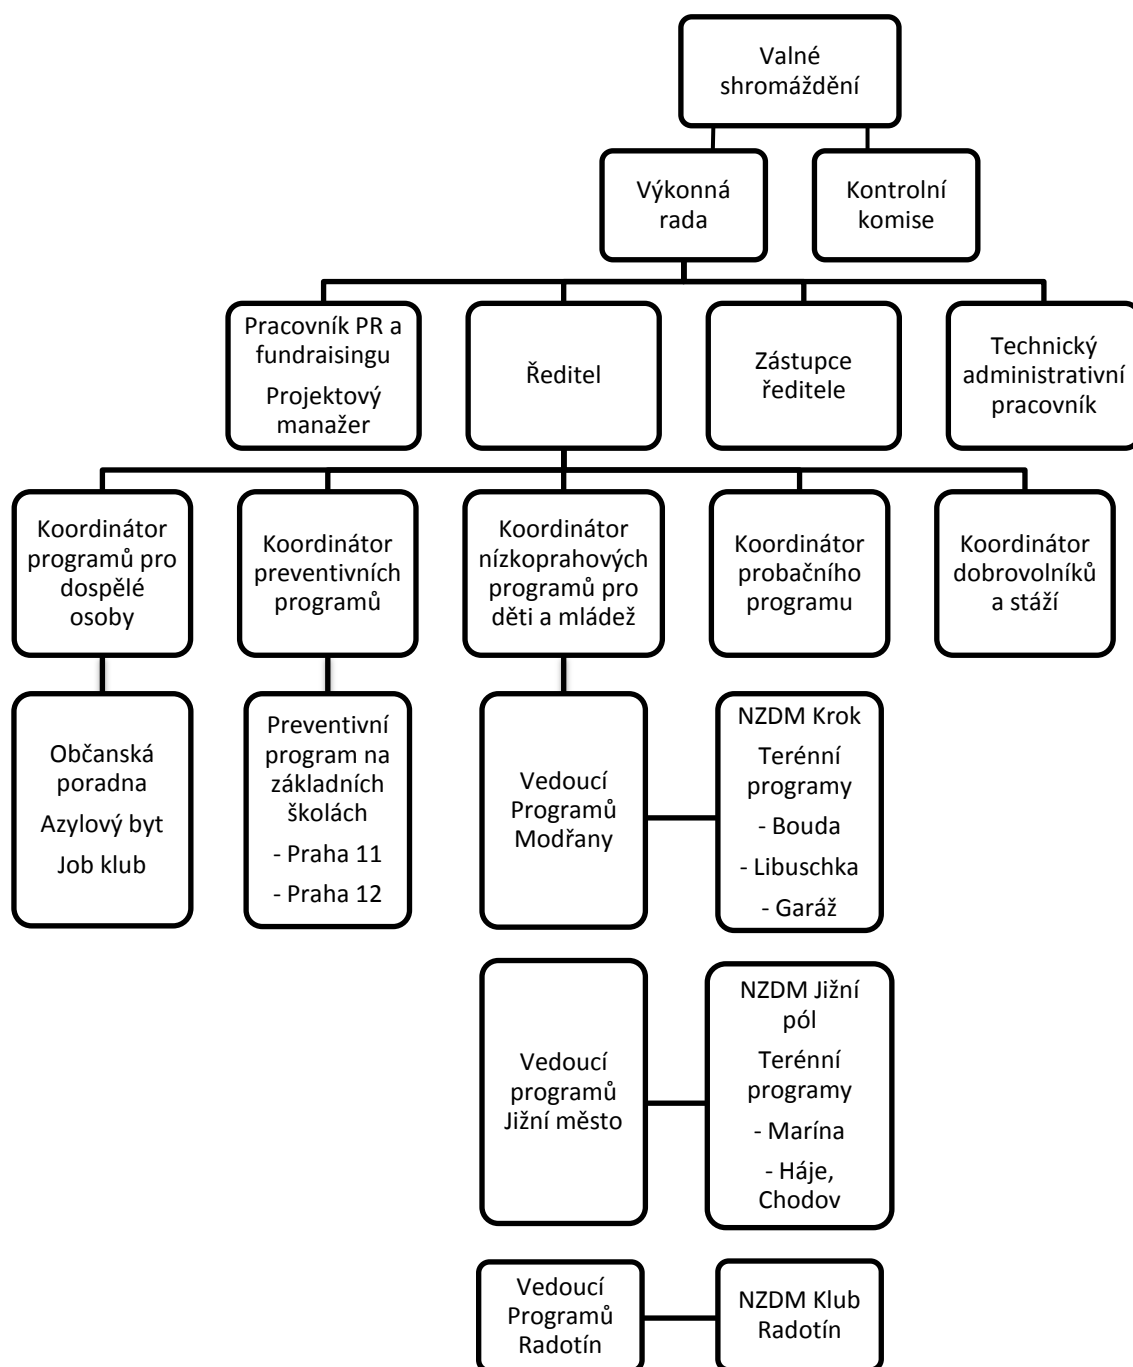 Valné
shromáždění
Výkonná
rada
Kontrolní
komise
Pracovník PR a
fundraisingu
Projektový
manažer
Ředitel
Zástupce
ředitele
Technický
administrativní
pracovník
Koordinátor
programů pro
dospělé
osoby
Koordinátor
preventivních
programů
Koordinátor
nízkoprahových
programů pro
děti a mládež
Koordinátor
probačního
programu
Koordinátor
dobrovolníků
a stáží
Občanská
poradna
Azylový byt
Job klub
Preventivní
program na
základních
školách
- Praha 11
- Praha 12
Vedoucí
Programů
Modřany
NZDM Krok
Terénní
programy
- Bouda
- Libuschka
- Garáž
Vedoucí
programů
Jižní město
NZDM Jižní
pól
Terénní
programy
- Marína
- Háje,
Chodov
Vedoucí
Programů
Radotín
NZDM Klub
Radotín